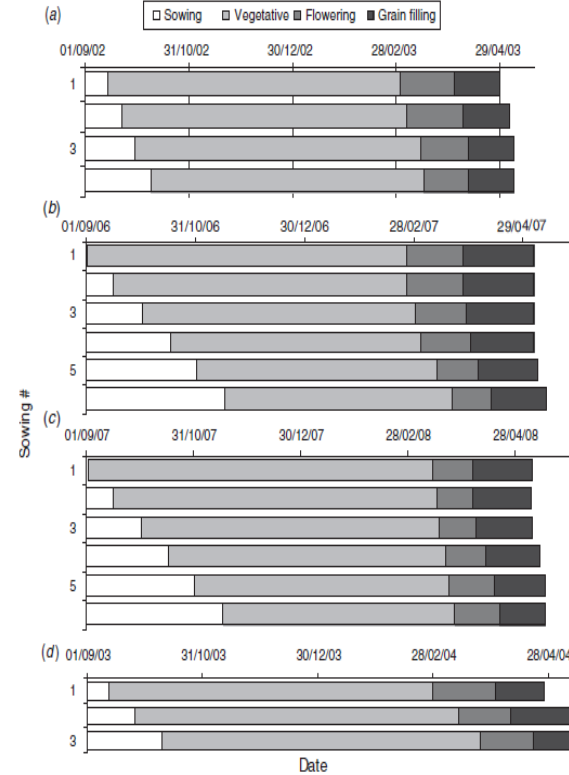 Sowing Vegetative Flowering Grain filling
(a)
01/09/02 31/10/02 30/12/02 28/02/03 29/04/03
1
3
(b)
01/09/06 31/10/06 30/12/06 28/02/07 29/04/07
1
3
5
Sowing #
(c)
01/09/07 31/10/07 30/12/07 28/02/08 28/04/08
1
3
5
(d)
01/09/03 31/10/03 30/12/03 28/02/04 28/04/04
1
3
Date